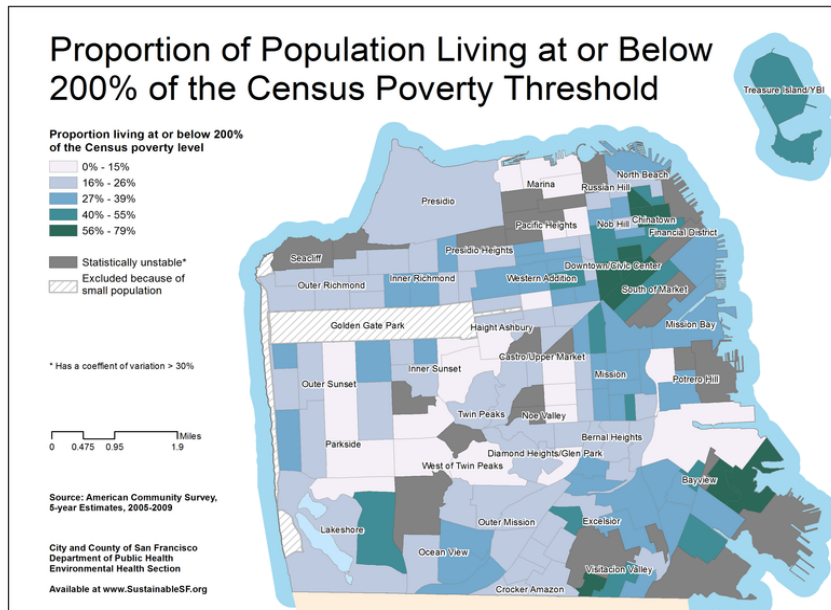 Proportion of Population Living at or Below
200% of the Census Poverty Threshold
Treasure Island/YBI
Proportion living at or below 200%
of the Census poverty level
0% - 15%
16% - 26%
27% - 39%
40% - 55%
56% - 79%
Statistically unstable*
Excluded because of
small population
* Has a coeffient of variation > 30%
0 0.475 0.95 1.9
Miles
Source: American Community Survey,
5-year Estimates, 2005-2009
City and County of San Francisco
Department of Public Health
Environmental Health Section
Available at www.SustainableSF.org
North Beach
Marina
Russian Hill
Presidio
Chinatown
Nob Hill
Pacific Heights
Financial District
Presidio Heights
Seacliff
Downtown/Civic Center
Inner Richmond
Western Addition
Outer Richmond
South of Market
Golden Gate Park
Haight Ashbury
Mission Bay
Castro/Upper Market
Inner Sunset
Mission
Potrero Hill
Outer Sunset
Twin Peaks
Noe Valley
Parkside
Bernal Heights
Diamond Heights/Glen Park
West of Twin Peaks
Bayview
Lakeshore
Outer Mission
Excelsior
Ocean View
Visitacion Valley
Crocker Amazon